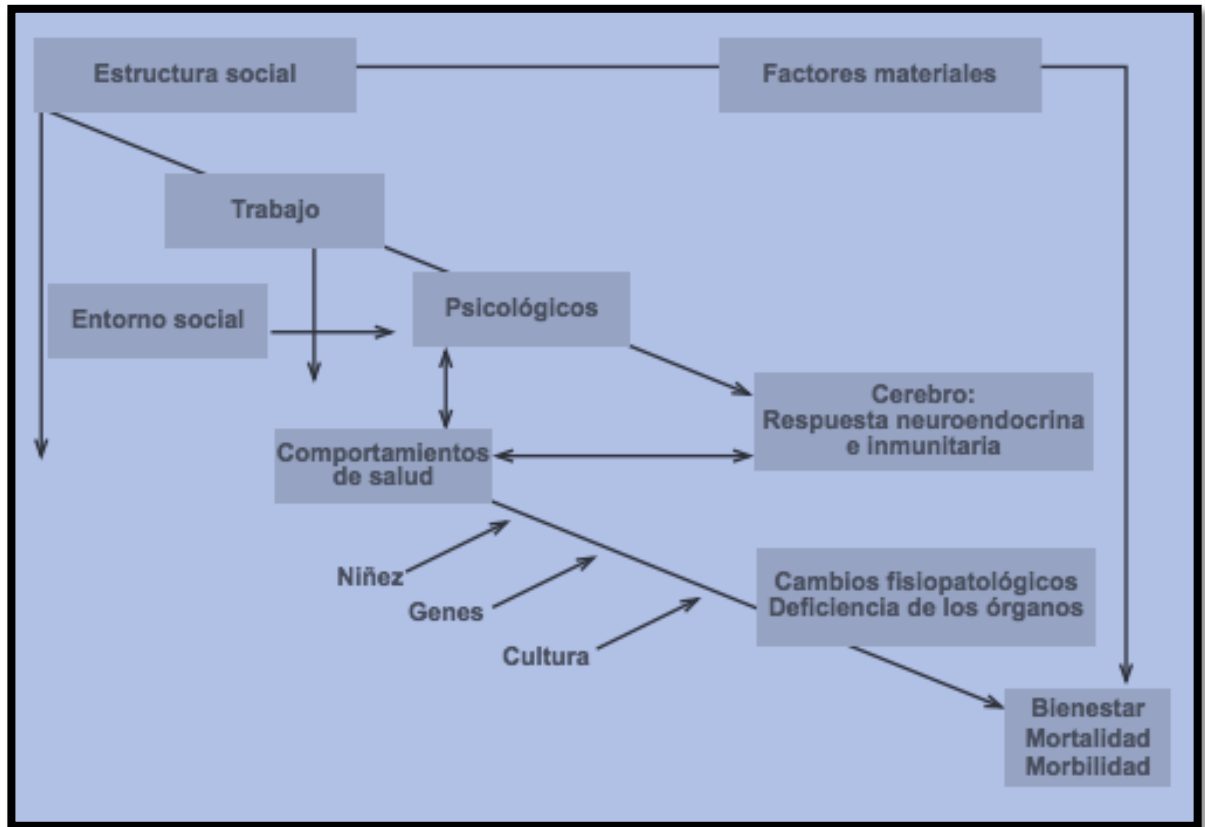 Estructura social
Factores materiales
Trabajo
Entorno social
Psicológicos
Cerebro:
Respuesta neuroendocrina
e inmunitaria
Comportamientos
de salud
Niñez
Genes
Cultura
Cambios fisiopatológicos
Deficiencia de los órganos
Bienestar
Mortalidad
Morbilidad